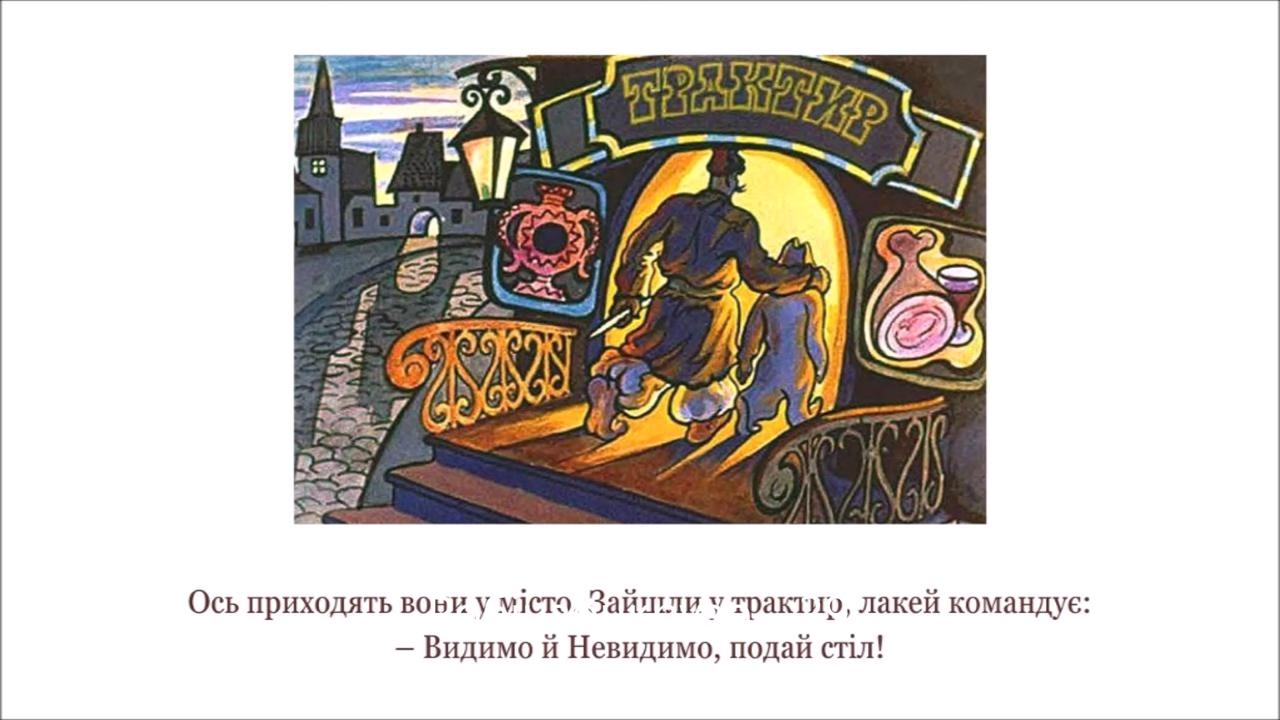 ТРАКТИР
Ось приходять вони у місто. Зайшли у трактир, лакей командує:
– Видимо й Невидимо, подай стіл!